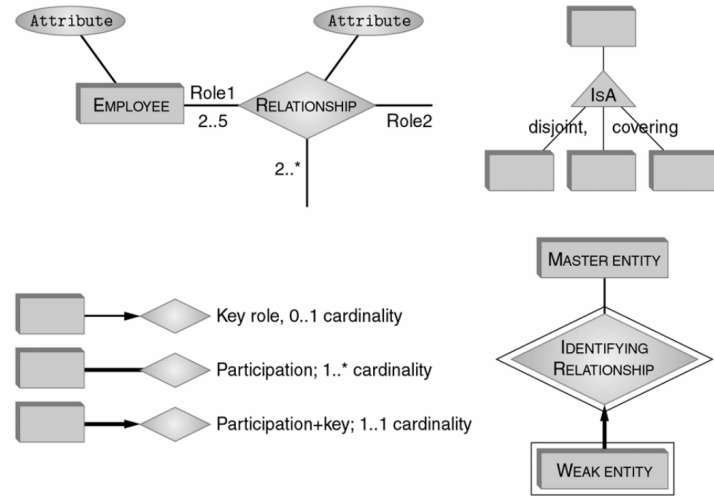 Attribute
Attribute
EMPLOYEE
Role1
2..5
RELATIONSHIP
Role2
2..*
ISA
disjoint,
covering
MASTER ENTITY
IDENTIFYING
RELATIONSHIP
WEAK ENTITY
Key role, 0..1 cardinality
Participation; 1..* cardinality
Participation+key; 1..1 cardinality